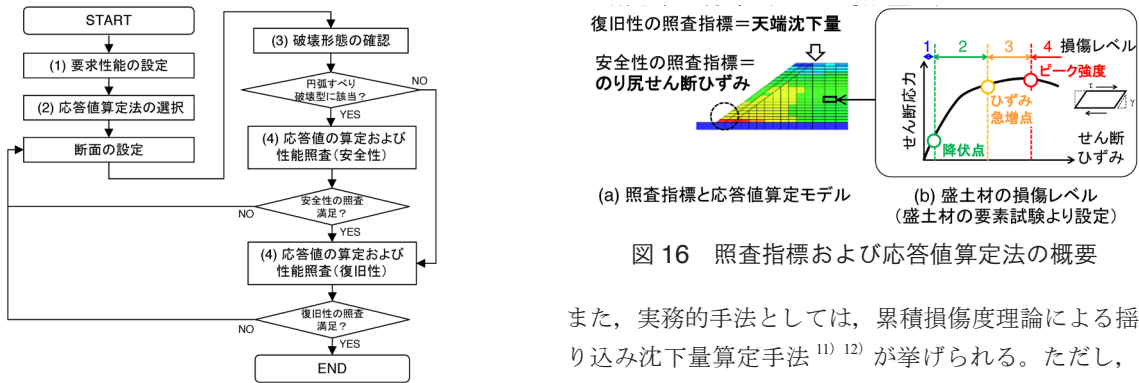 START
(1) 要求性能の設定
(2) 応答値算定法の選択
断面の設定
(3) 破壊形態の確認
円弧すべり
破壊型に該当？
NO
YES
(4) 応答値の算定および
性能照査(安全性)
安全性の照査
満足？
NO
YES
(4) 応答値の算定および
性能照査(復旧性)
復旧性の照査
満足？
NO
YES
END
復旧性の照査指標＝天端沈下量
安全性の照査指標＝
のり尻せん断ひずみ
(a) 照査指標と応答値算定モデル
1 2 3 4 損傷レベル
ピーク強度
せん断応力
ひずみ
急増点
降伏点
τ
γ
せん断
ひずみ
(b) 盛土材の損傷レベル
（盛土材の要素試験より設定）
図 16 照査指標および応答値算定法の概要
また，実務的手法としては，累積損傷度理論による揺
り込み沈下量算定手法 11) 12) が挙げられる。ただし，